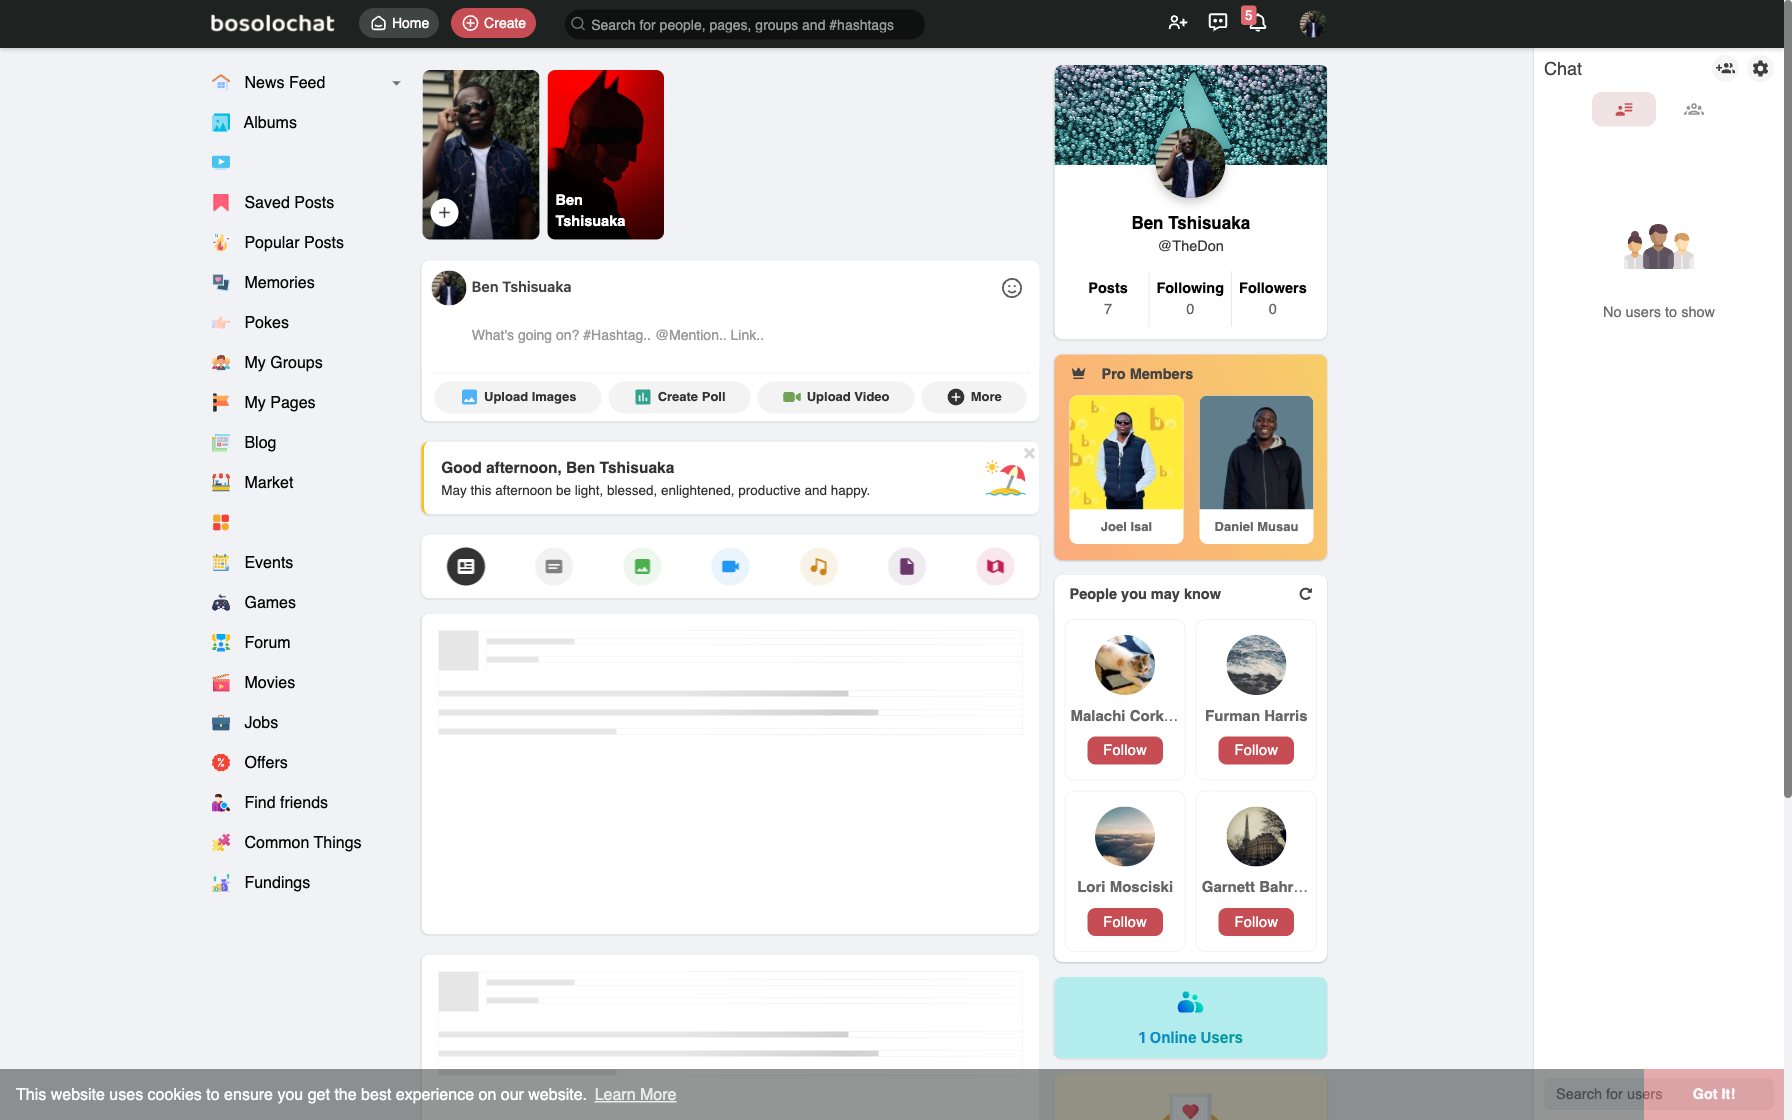 bosolochat
Home
Create
Search for people, pages, groups and #hashtags
5
News Feed
Albums
Saved Posts
Popular Posts
Memories
Pokes
My Groups
My Pages
Blog
Market
Events
Games
Forum
Movies
Jobs
Offers
Find friends
Common Things
Fundings
Ben
Tshisuaka
Ben Tshisuaka
What's going on? #Hashtag.. @Mention.. Link..
Upload Images
Create Poll
Upload Video
More
Good afternoon, Ben Tshisuaka
May this afternoon be light, blessed, enlightened, productive and happy.
Ben Tshisuaka
@TheDon
Posts
7
Following
0
Followers
0
Pro Members
Joel Isal
Daniel Musau
People you may know
Malachi Cork...
Follow
Furman Harris
Follow
Lori Mosciski
Follow
Garnett Bahr...
Follow
1 Online Users
Chat
No users to show
Search for users
This website uses cookies to ensure you get the best experience on our website. Learn More
Got It!